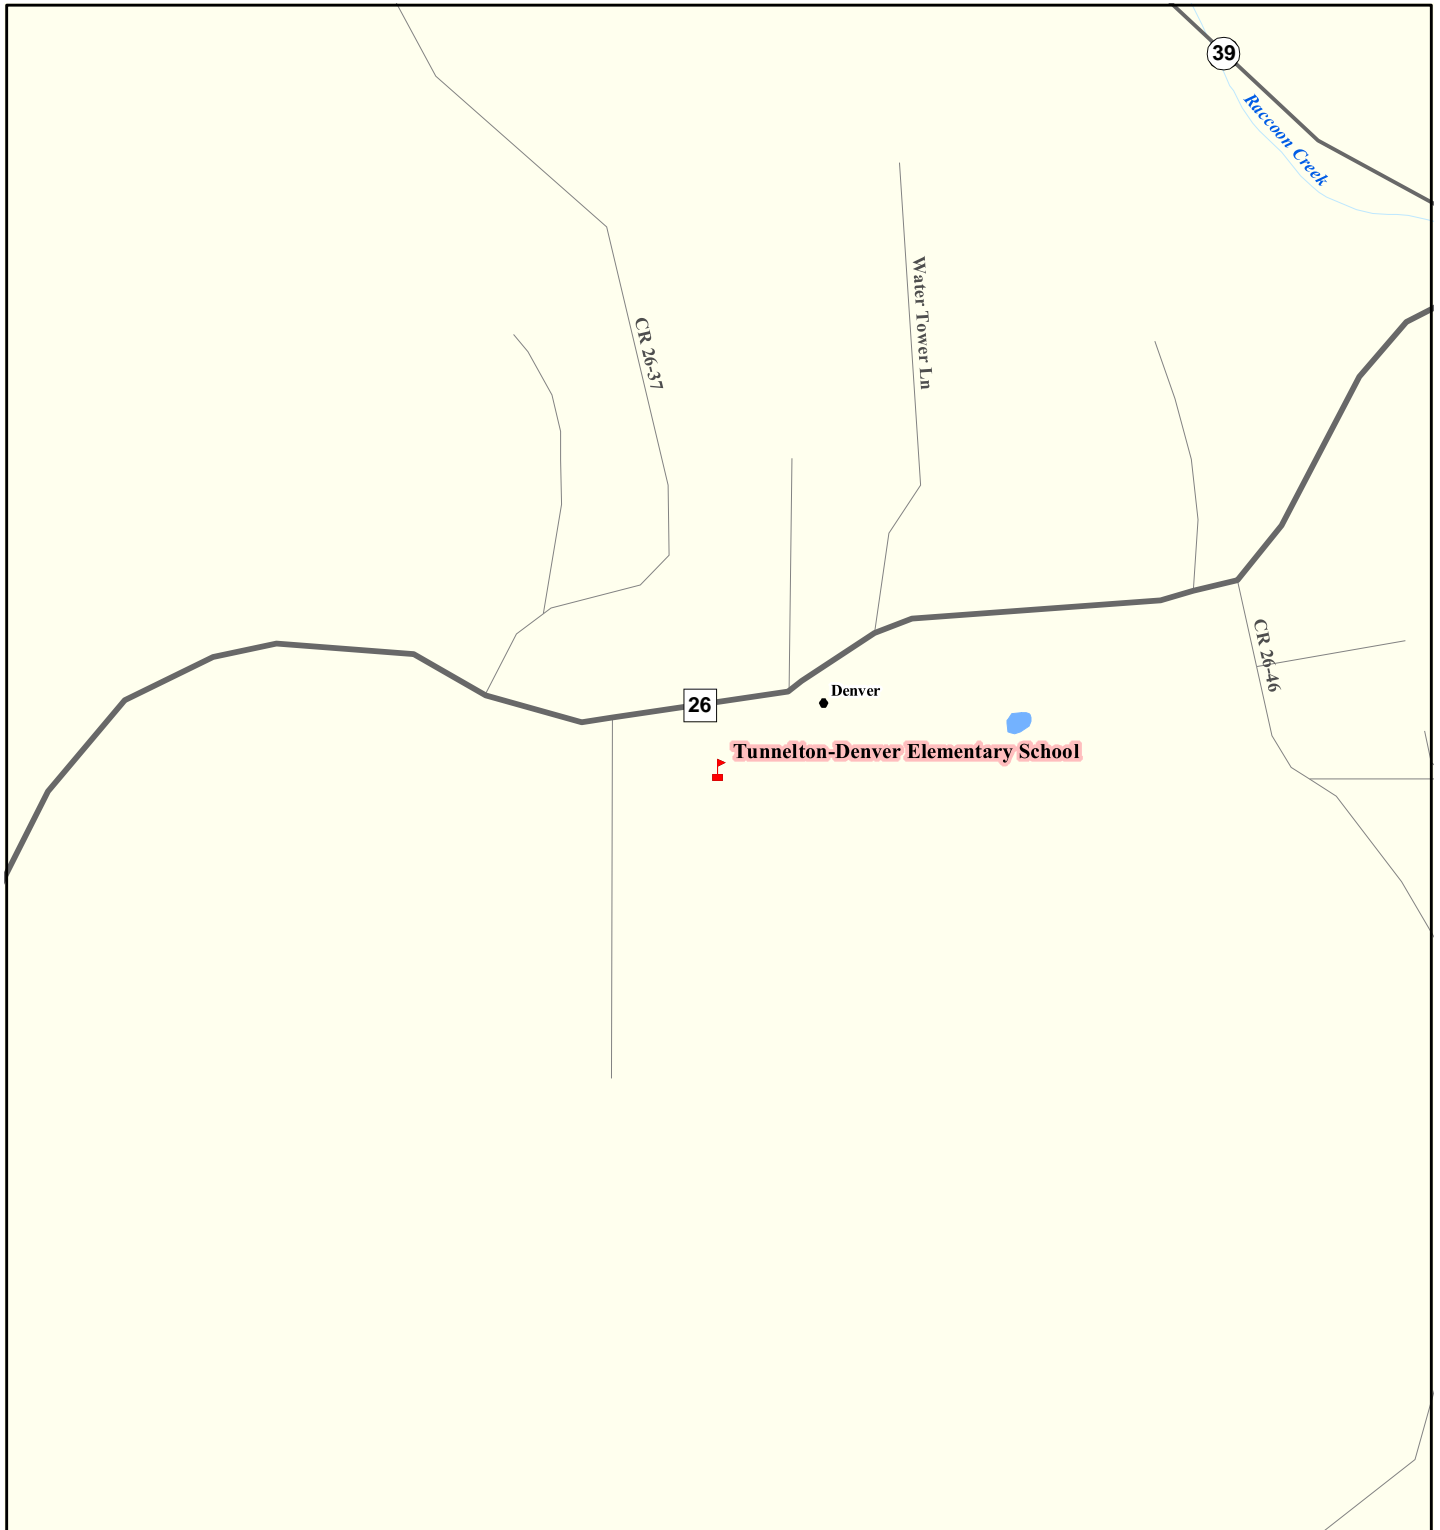 39
Raccoon Creek
Water Tower Ln
CR 26-37
CR 26-46
Denver
26
Tunnelton-Denver Elementary School